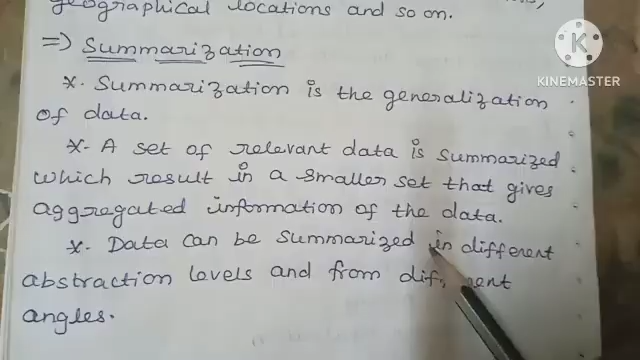 geographical locations and so on.
=> Summarization
K
KINEMASTER
*. Summarization is the generalization
of data.
*. A set of relevant data is summarized
which result in a smaller set that gives
aggregated information of the data.
*. Data can be summarized in different
abstraction levels and from different
angles.